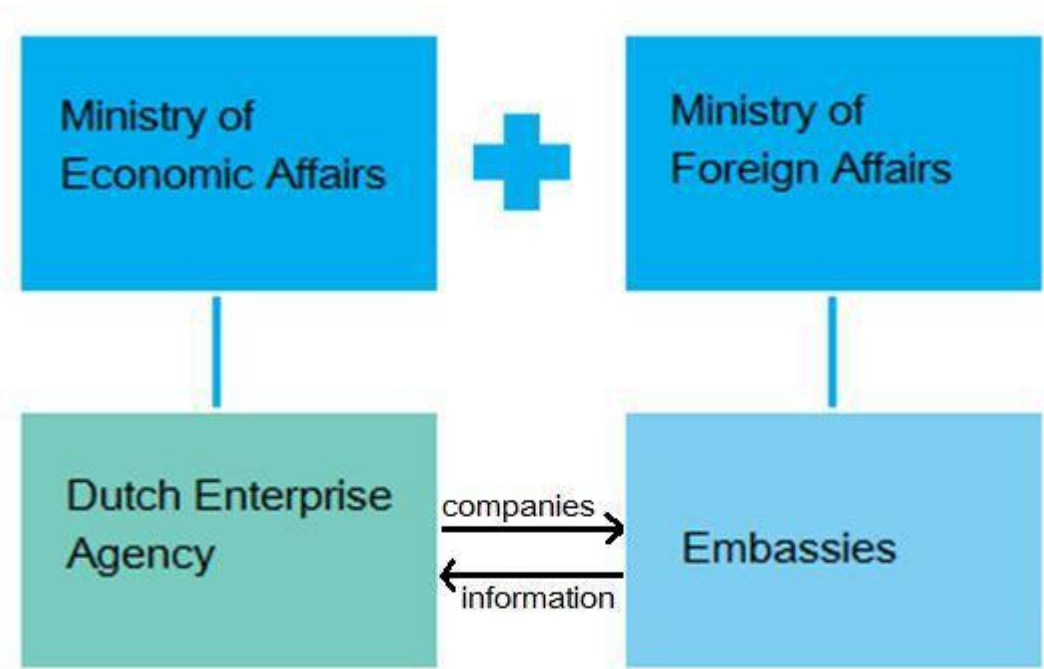 Ministry of
Economic Affairs
Ministry of
Foreign Affairs
Dutch Enterprise
Agency
companies
information
Embassies